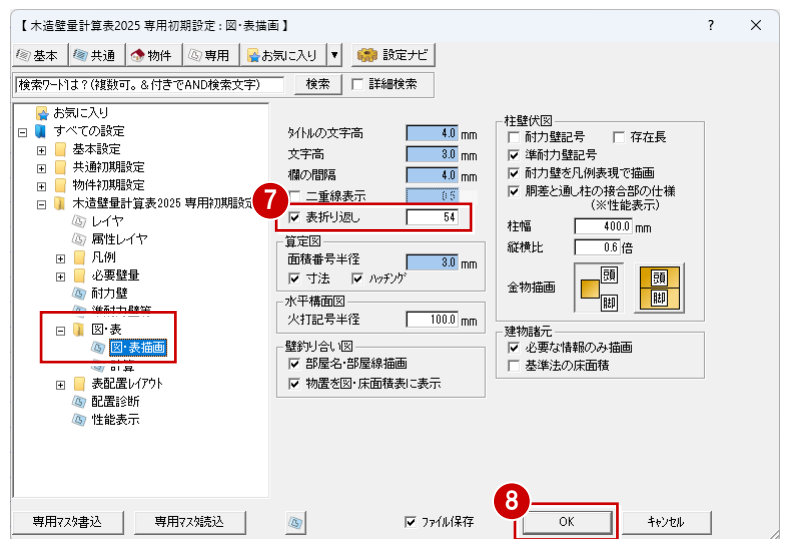 【 木造壁量計算表2025 専用初期設定 : 図・表描画 】 ? ×
基本 共通 物件 専用 お気に入り ▼ 設定ナビ
検索ワードは？(複数可。＆付きでAND検索文字) 検索 詳細検索
お気に入り
すべての設定
基本設定
共通初期設定
物件初期設定
木造壁量計算表2025 専用初期設定
レイヤ
属性レイヤ
凡例
必要壁量
耐力壁
準耐力壁等
図・表
図・表描画
計算
表配置レイアウト
配置診断
性能表示
タイトルの文字高 4.0 mm
文字高 3.0 mm
欄の間隔 4.0 mm
二重線表示 0.5
7
表折り返し 54
算定図
面積番号半径 3.0 mm
寸法 ハッチング
水平構面図
火打記号半径 100.0 mm
壁釣り合い図
部屋名・部屋線描画
物置を図・床面積表に表示
柱壁伏図
耐力壁記号 存在長
準耐力壁記号
耐力壁を凡例表現で描画
胴差と通し柱の接合部の仕様
(※性能表示)
柱幅 400.0 mm
縦横比 0.6 倍
金物描画 頭 脚 頭 脚
建物諸元
必要な情報のみ描画
基準法の床面積
8
専用マスタ書込 専用マスタ読込 ファイル保存 OK キャンセル